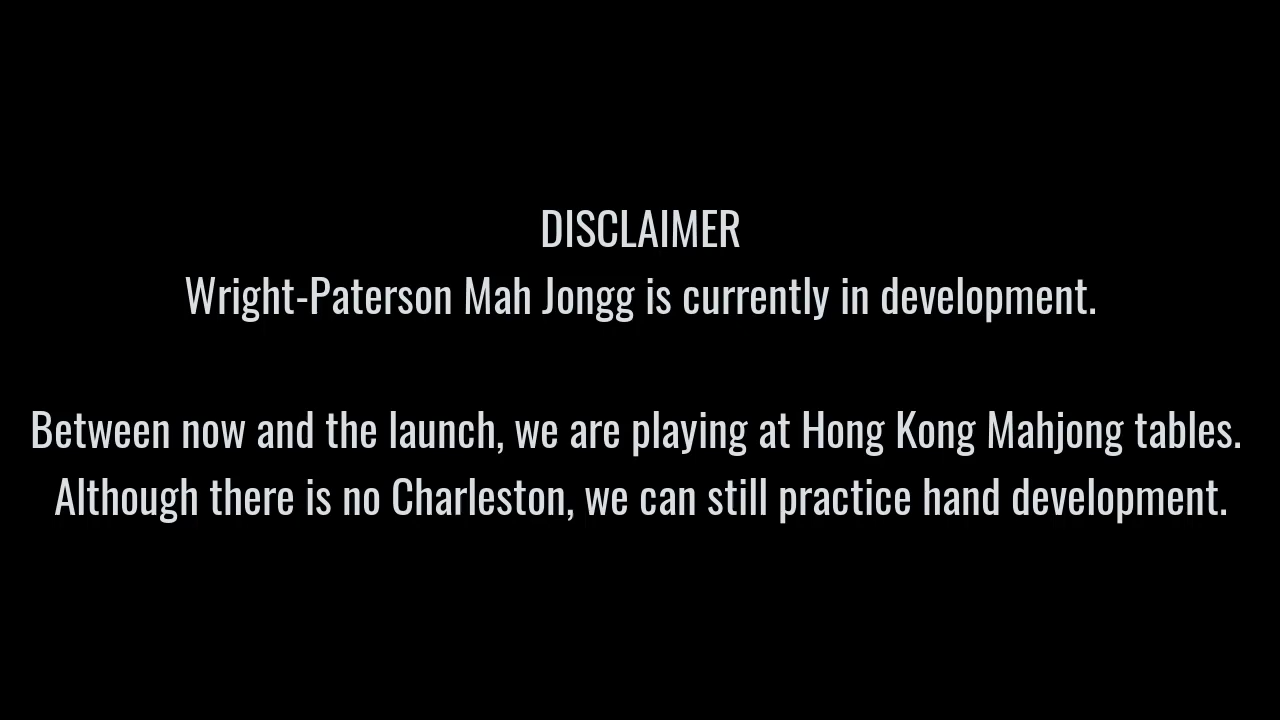 DISCLAIMER
Wright-Paterson Mah Jongg is currently in development.
Between now and the launch, we are playing at Hong Kong Mahjong tables.
Although there is no Charleston, we can still practice hand development.